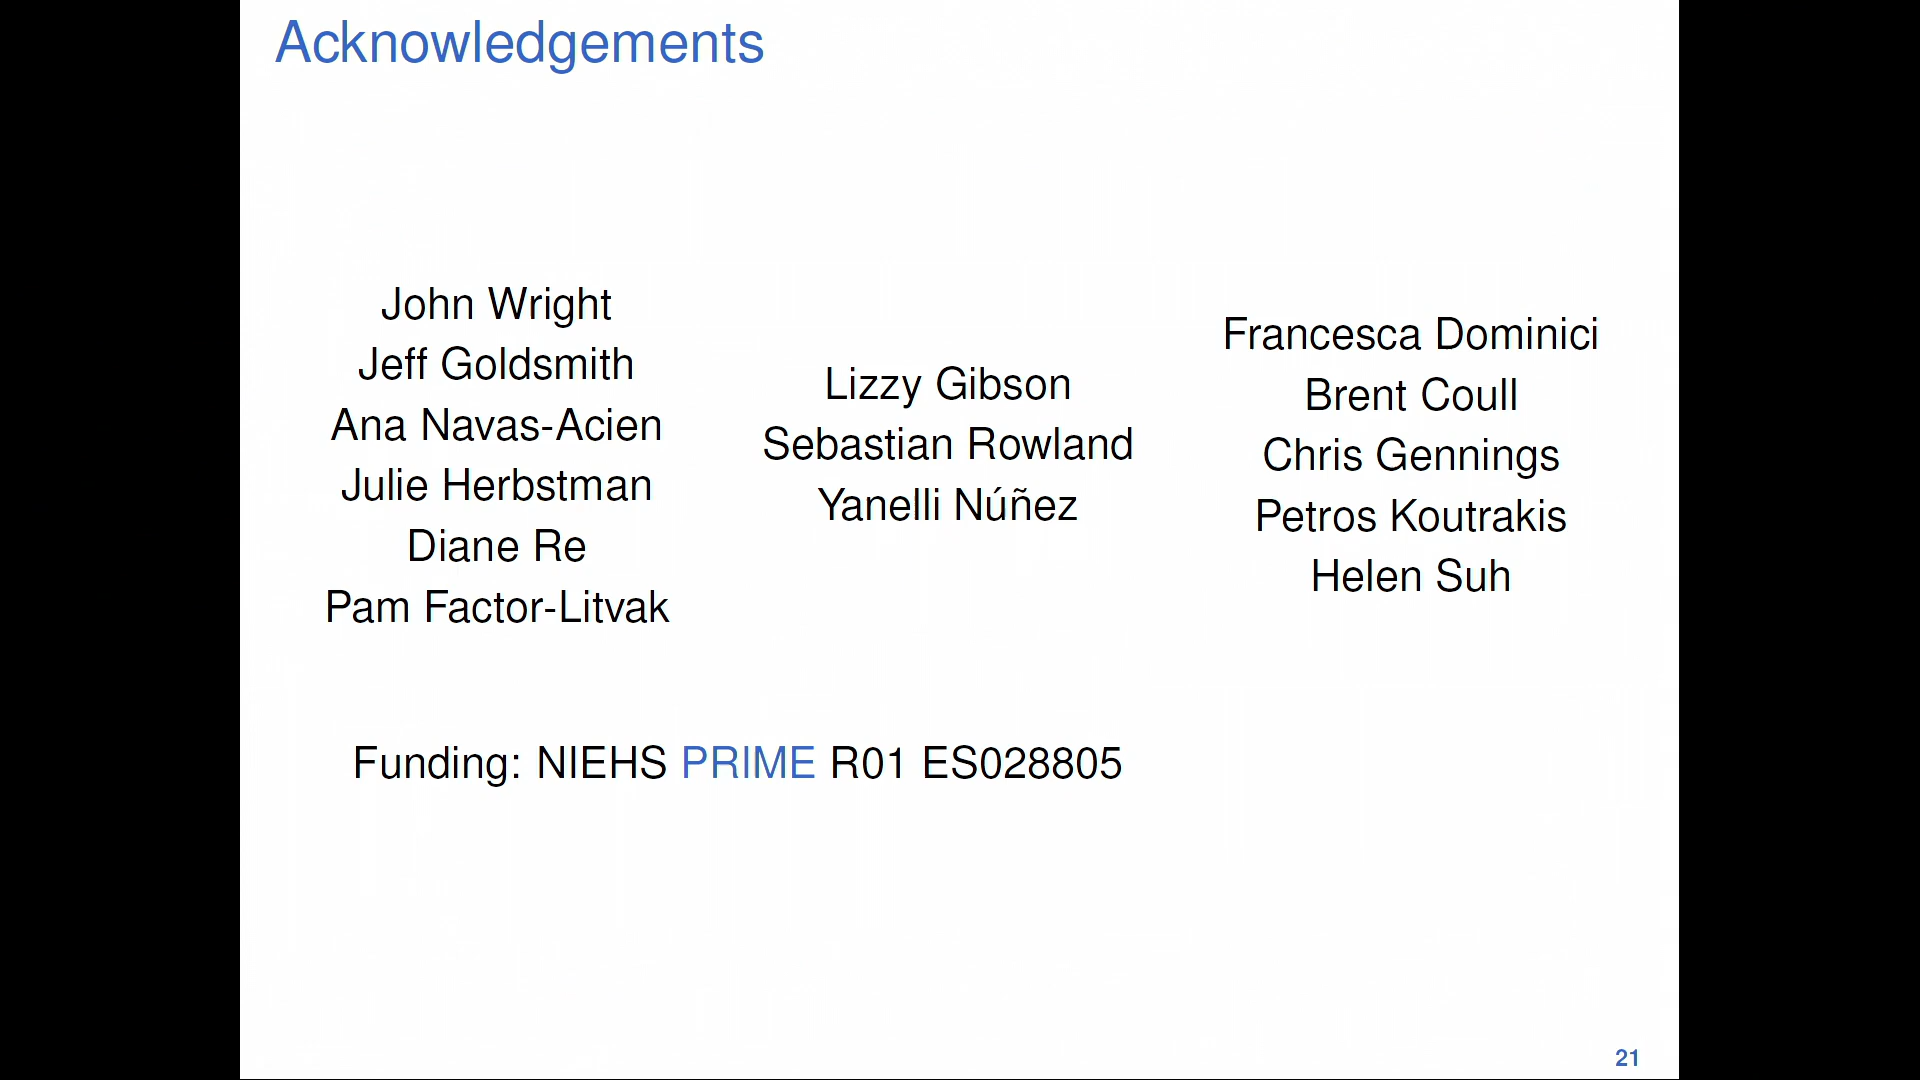 Acknowledgements
John Wright
Jeff Goldsmith
Ana Navas-Acien
Julie Herbstman
Diane Re
Pam Factor-Litvak
Lizzy Gibson
Sebastian Rowland
Yanelli Núñez
Francesca Dominici
Brent Coull
Chris Gennings
Petros Koutrakis
Helen Suh
Funding: NIEHS PRIME R01 ES028805
21